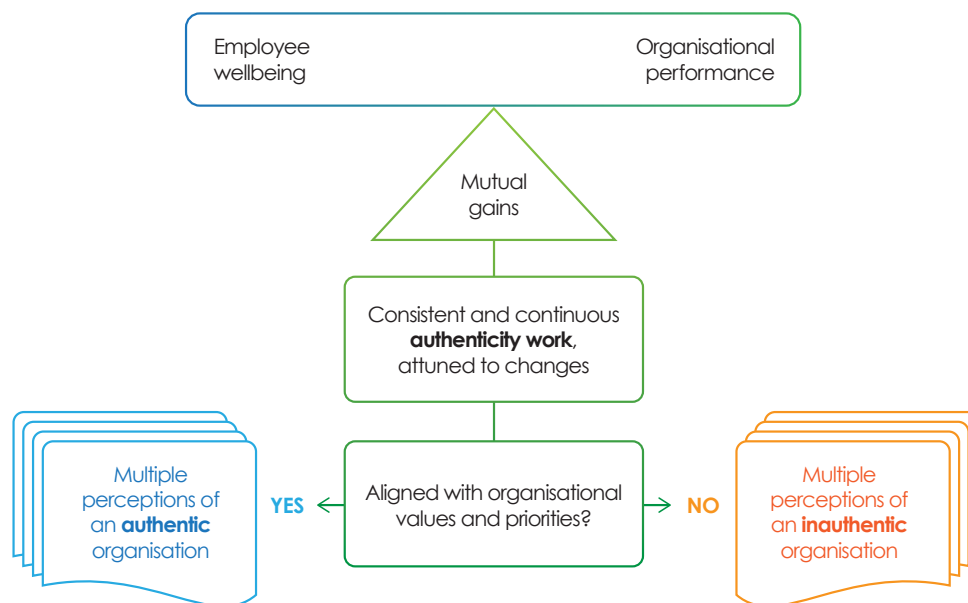 Employee
wellbeing
Organisational
performance
Mutual
gains
Consistent and continuous
authenticity work,
attuned to changes
Multiple
perceptions of
an authentic
organisation
YES
Aligned with organisational
values and priorities?
NO
Multiple
perceptions of
an inauthentic
organisation